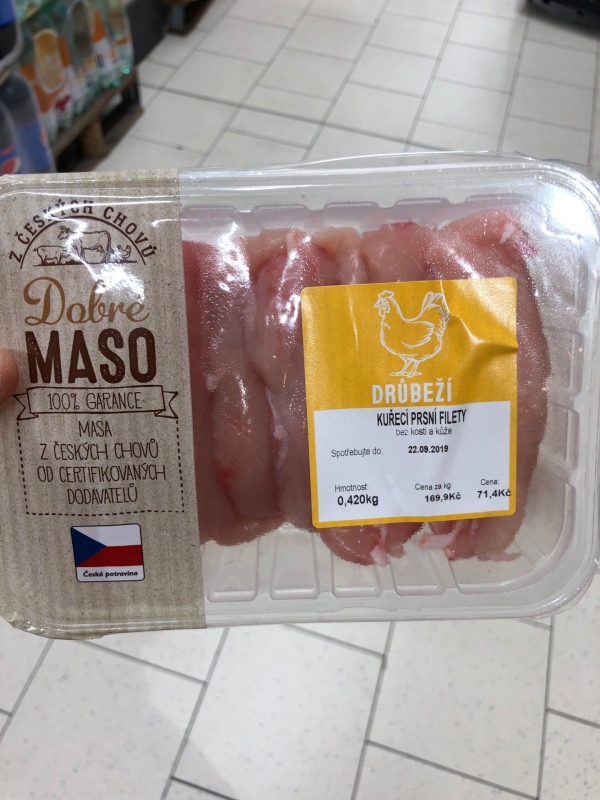 Z ČESKÝCH CHOVŮ
Dobré
MASO
100% GARANCE
MASA
Z ČESKÝCH CHOVŮ
OD CERTIFIKOVANÝCH
DODAVATELŮ
Česká potravina
DRŮBEŽÍ
KUŘECÍ PRSNÍ FILETY
bez kosti a kůže
Spotřebujte do: 22.09.2019
Hmotnost: Cena za kg: Cena:
0,420kg 169,9Kč 71,4Kč